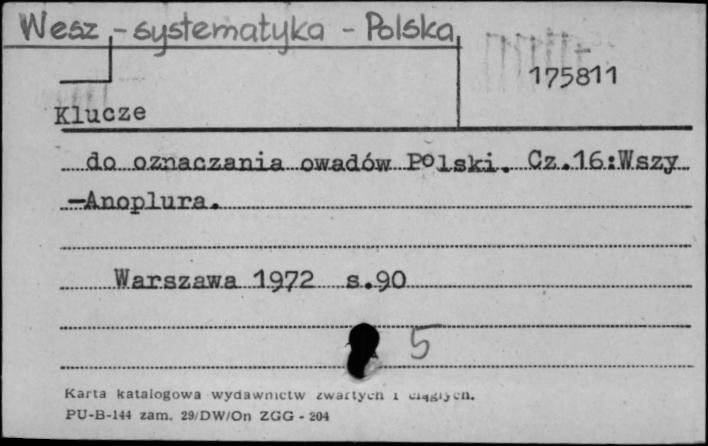 Wesz - systematyka - Polska
175811
Klucze
do oznaczania owadów Polski. Cz.16:Wszy
-Anoplura.
Warszawa 1972 s.90
5
Karta katalogowa wydawnictw zwartych i ciągłych.
PU-B-144 zam. 29/DW/On ZGG - 204